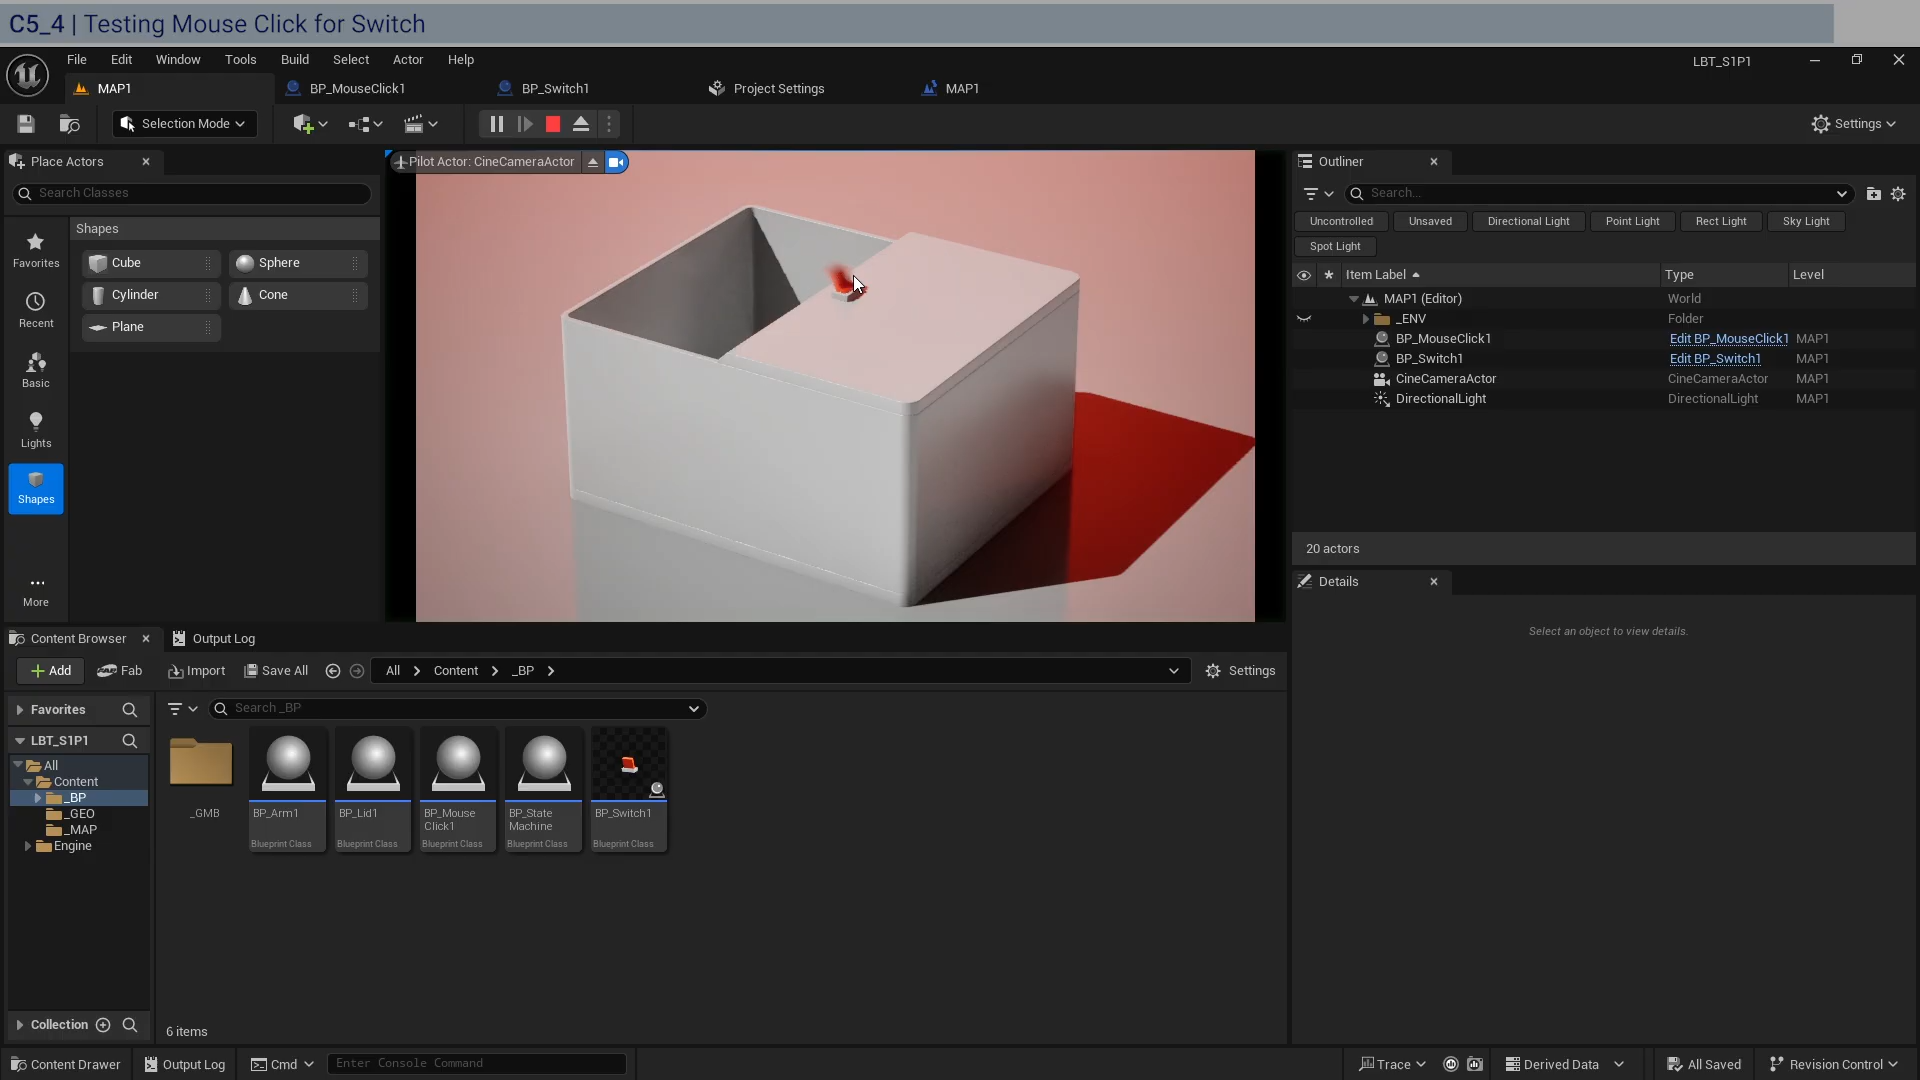 C5_4 | Testing Mouse Click for Switch
File Edit Window Tools Build Select Actor Help
LBT_S1P1
MAP1 BP_MouseClick1 BP_Switch1 Project Settings MAP1
Selection Mode
Settings
Place Actors
Search Classes
Shapes
Favorites
Cube
Sphere
Cylinder
Cone
Plane
Recent
Basic
Lights
Shapes
More
Pilot Actor: CineCameraActor
Outliner
Search...
Uncontrolled Unsaved Directional Light Point Light Rect Light Sky Light
Spot Light
Item Label Type Level
MAP1 (Editor) World
_ENV Folder
BP_MouseClick1 Edit BP_MouseClick1 MAP1
BP_Switch1 Edit BP_Switch1 MAP1
CineCameraActor CineCameraActor MAP1
DirectionalLight DirectionalLight MAP1
20 actors
Details
Select an object to view details.
Content Browser Output Log
Add Fab Import Save All All Content _BP Settings
Favorites
Search _BP
LBT_S1P1
All
Content
_BP
_GEO
_MAP
Engine
Collection
_GMB
BP_Arm1
Blueprint Class
BP_Lid1
Blueprint Class
BP_Mouse
Click1
Blueprint Class
BP_State
Machine
Blueprint Class
BP_Switch1
Blueprint Class
6 items
Content Drawer Output Log Cmd Enter Console Command Trace Derived Data All Saved Revision Control